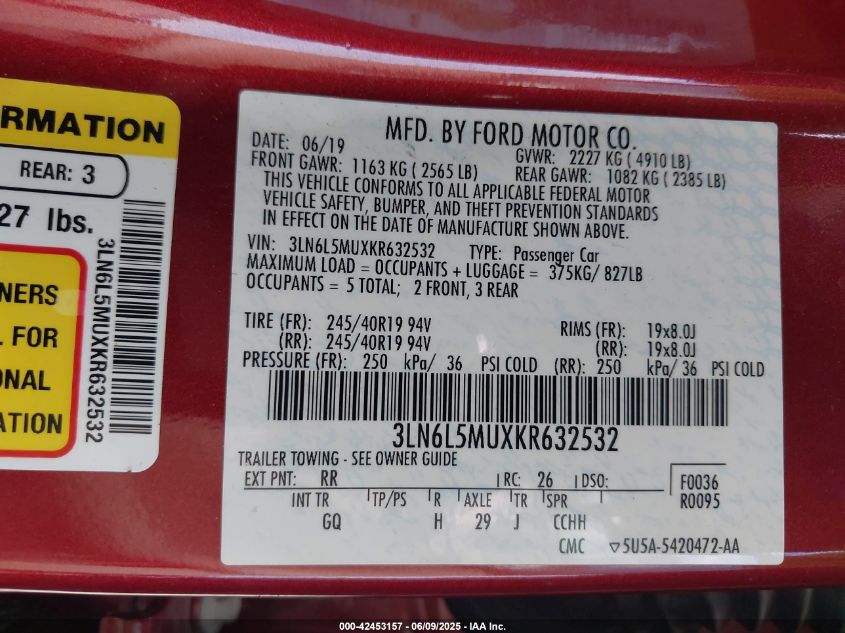 RMATION
REAR: 3
27 lbs.
NERS
L FOR
ONAL
ATION
3LN6L5MUXKR632532
MFD. BY FORD MOTOR CO.
DATE: 06/19 GVWR: 2227 KG ( 4910 LB)
FRONT GAWR: 1163 KG ( 2565 LB) REAR GAWR: 1082 KG ( 2385 LB)
THIS VEHICLE CONFORMS TO ALL APPLICABLE FEDERAL MOTOR
VEHICLE SAFETY, BUMPER, AND THEFT PREVENTION STANDARDS
IN EFFECT ON THE DATE OF MANUFACTURE SHOWN ABOVE.
VIN: 3LN6L5MUXKR632532 TYPE: Passenger Car
MAXIMUM LOAD = OCCUPANTS + LUGGAGE = 375KG/ 827LB
OCCUPANTS = 5 TOTAL; 2 FRONT, 3 REAR
TIRE (FR): 245/40R19 94V RIMS (FR): 19x8.0J
(RR): 245/40R19 94V (RR): 19x8.0J
PRESSURE (FR): 250 kPa/ 36 PSI COLD (RR): 250 kPa/ 36 PSI COLD
3LN6L5MUXKR632532
TRAILER TOWING - SEE OWNER GUIDE
EXT PNT: RR RC: 26 DSO: F0036
INT TR TP/PS R AXLE TR SPR R0095
GQ H 29 J CCHH
CMC ▽5U5A-5420472-AA
000-42453157 - 06/09/2025 - IAA Inc.